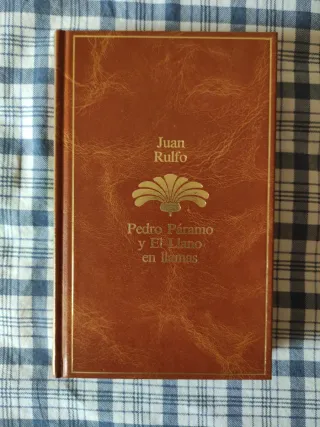 Juan
Rulfo
Pedro Páramo
y El Llano
en llamas